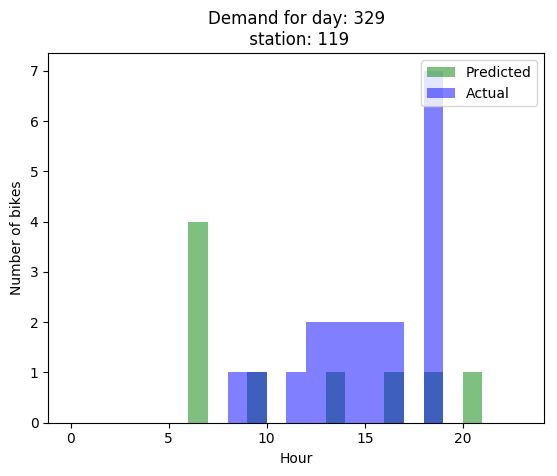 Demand for day: 329
station: 119
Number of bikes
7
6
5
4
3
2
1
0
Predicted
Actual
0 5 10 15 20
Hour